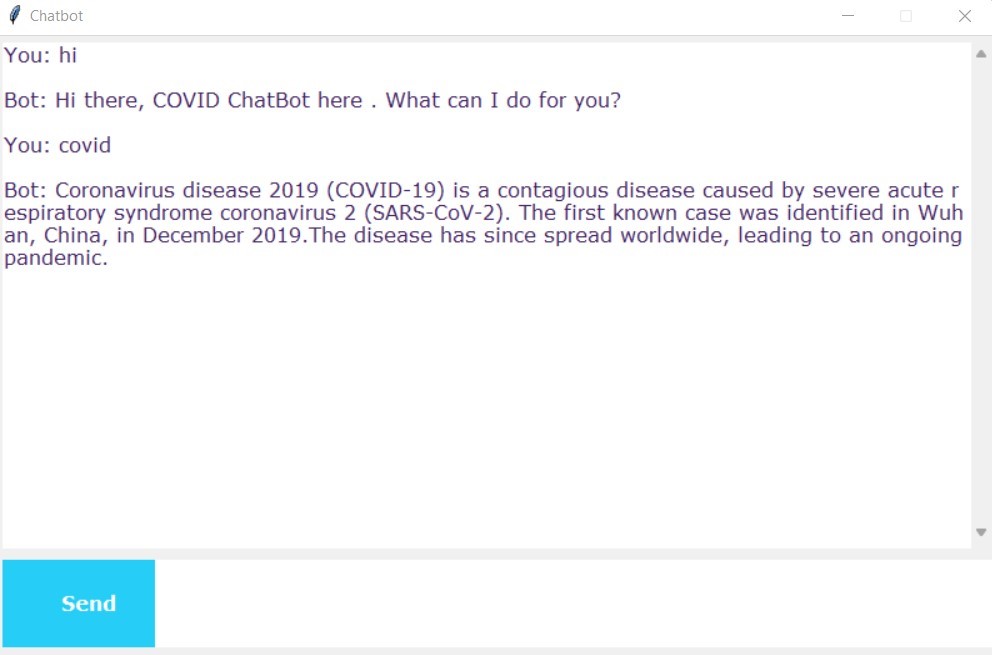 Chatbot
You: hi
Bot: Hi there, COVID ChatBot here . What can I do for you?
You: covid
Bot: Coronavirus disease 2019 (COVID-19) is a contagious disease caused by severe acute r
espiratory syndrome coronavirus 2 (SARS-CoV-2). The first known case was identified in Wuh
an, China, in December 2019.The disease has since spread worldwide, leading to an ongoing
pandemic.
Send